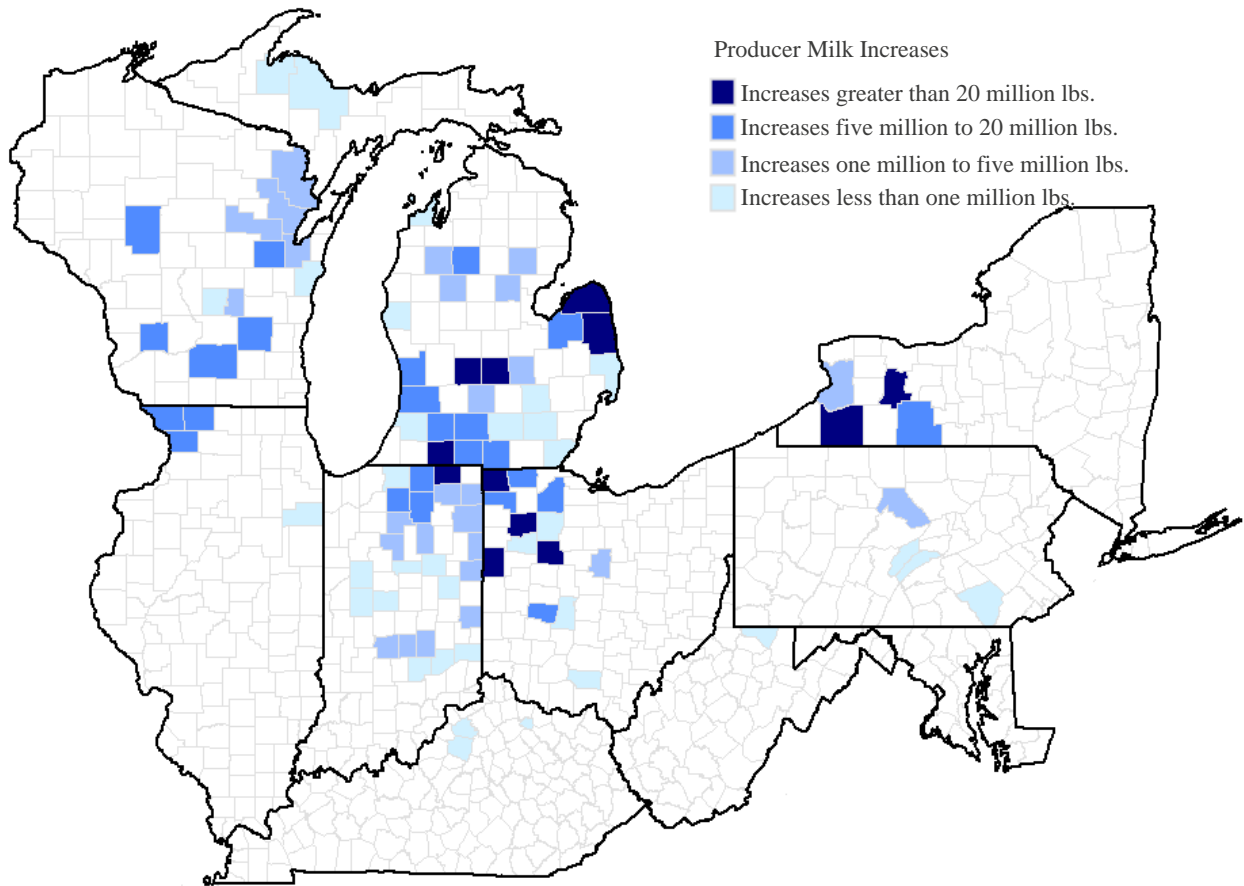 Producer Milk Increases
Increases greater than 20 million lbs.
Increases five million to 20 million lbs.
Increases one million to five million lbs.
Increases less than one million lbs.